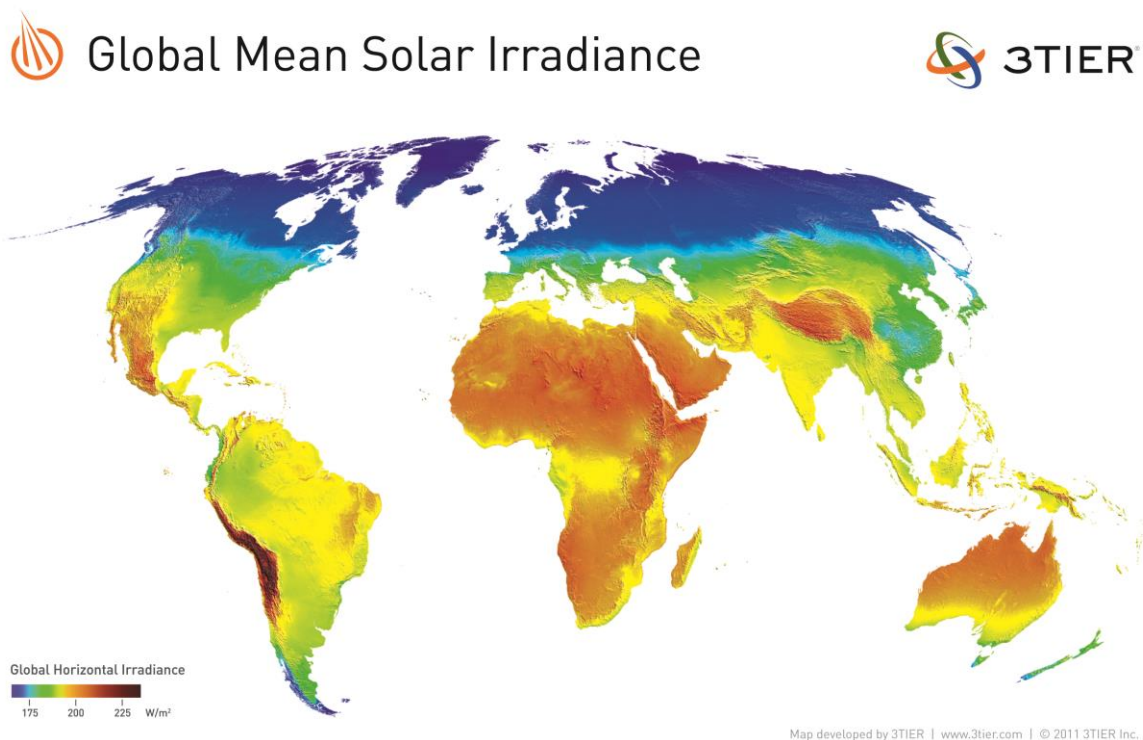 Global Mean Solar Irradiance
3TIER®
Global Horizontal Irradiance
175 200 225 W/m²
Map developed by 3TIER | www.3tier.com | © 2011 3TIER Inc.